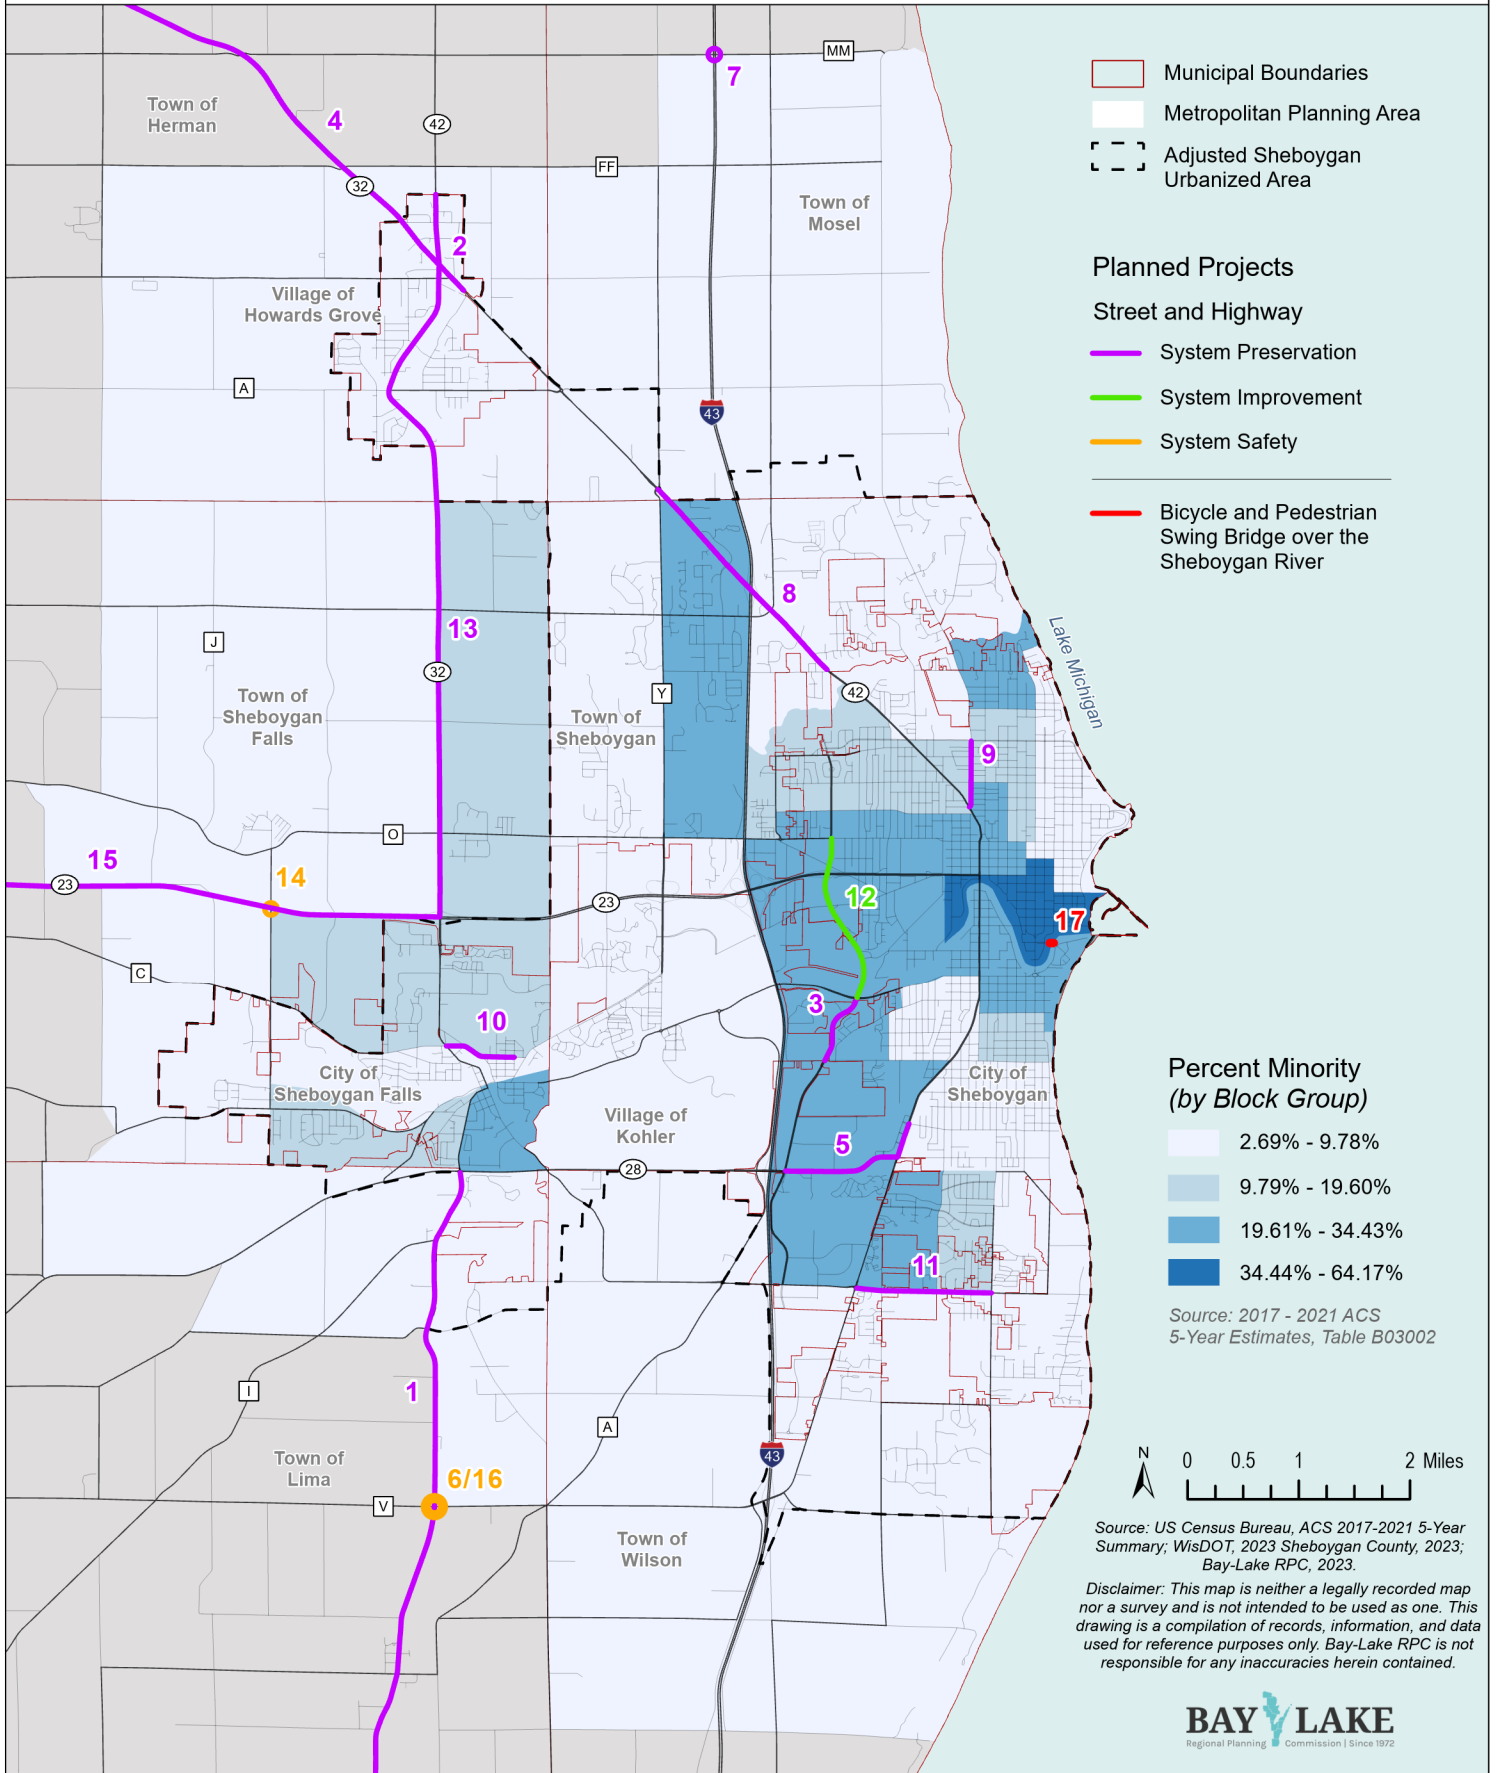 MM
7
Town of
Herman
4
42
FF
32
Town of
Mosel
2
Village of
Howards Grove
A
43
8
13
J
32
Y
42
Lake Michigan
Town of
Sheboygan
Falls
Town of
Sheboygan
9
O
15
14
23
23
12
17
C
3
10
City of
Sheboygan Falls
City of
Sheboygan
Village of
Kohler
5
28
11
1
I
A
43
Town of
Lima
6/16
V
Town of
Wilson
Municipal Boundaries
Metropolitan Planning Area
Adjusted Sheboygan
Urbanized Area
Planned Projects
Street and Highway
System Preservation
System Improvement
System Safety
Bicycle and Pedestrian
Swing Bridge over the
Sheboygan River
Percent Minority
(by Block Group)
2.69% - 9.78%
9.79% - 19.60%
19.61% - 34.43%
34.44% - 64.17%
Source: 2017 - 2021 ACS
5-Year Estimates, Table B03002
N
0 0.5 1 2 Miles
Source: US Census Bureau, ACS 2017-2021 5-Year
Summary; WisDOT, 2023 Sheboygan County, 2023;
Bay-Lake RPC, 2023.
Disclaimer: This map is neither a legally recorded map
nor a survey and is not intended to be used as one. This
drawing is a compilation of records, information, and data
used for reference purposes only. Bay-Lake RPC is not
responsible for any inaccuracies herein contained.
BAY LAKE
Regional Planning Commission | Since 1972